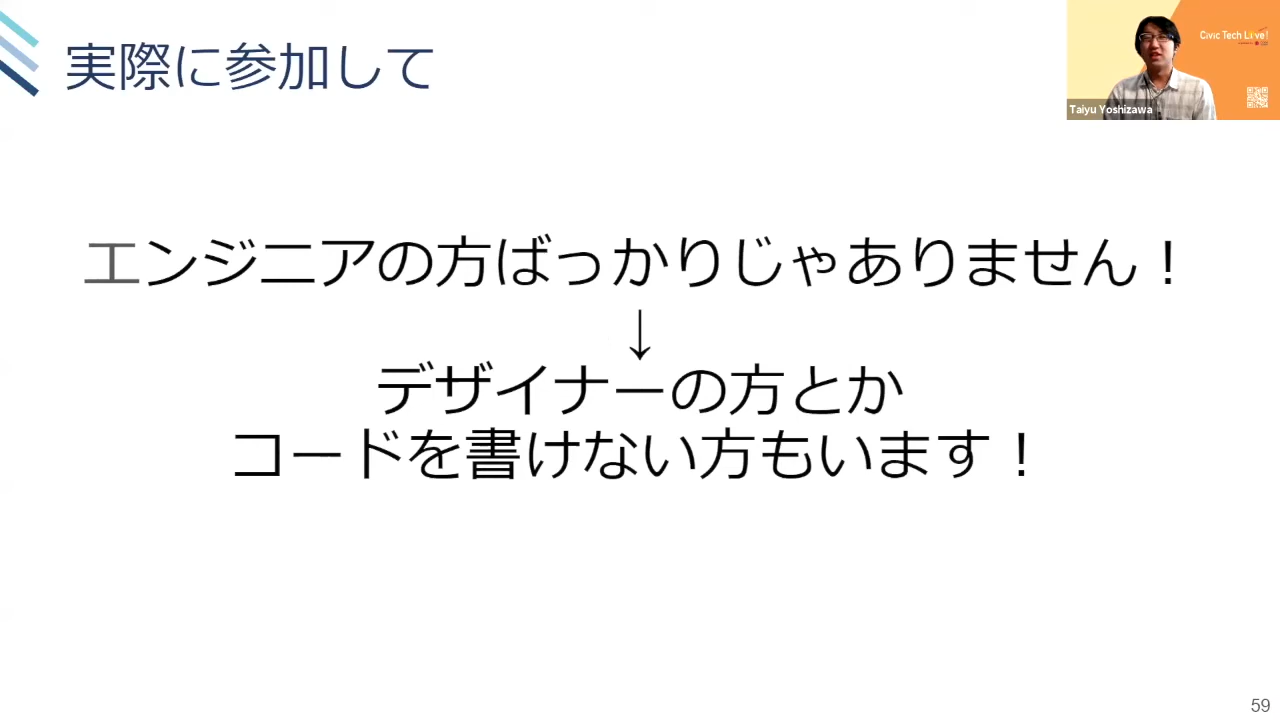 実際に参加して
Civic Tech Live!
Taiyu Yoshizawa
エンジニアの方ばっかりじゃありません！
↓
デザイナーの方とか
コードを書けない方もいます！
59